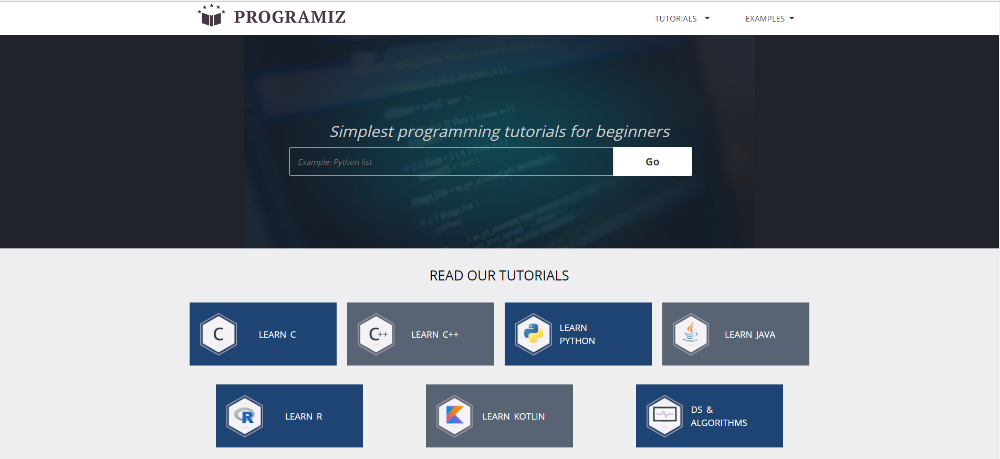 PROGRAMIZ
TUTORIALS
EXAMPLES
Simplest programming tutorials for beginners
Example: Python list
Go
READ OUR TUTORIALS
C
LEARN C
C++
LEARN C++
LEARN
PYTHON
LEARN JAVA
R
LEARN R
LEARN KOTLIN
DS &
ALGORITHMS